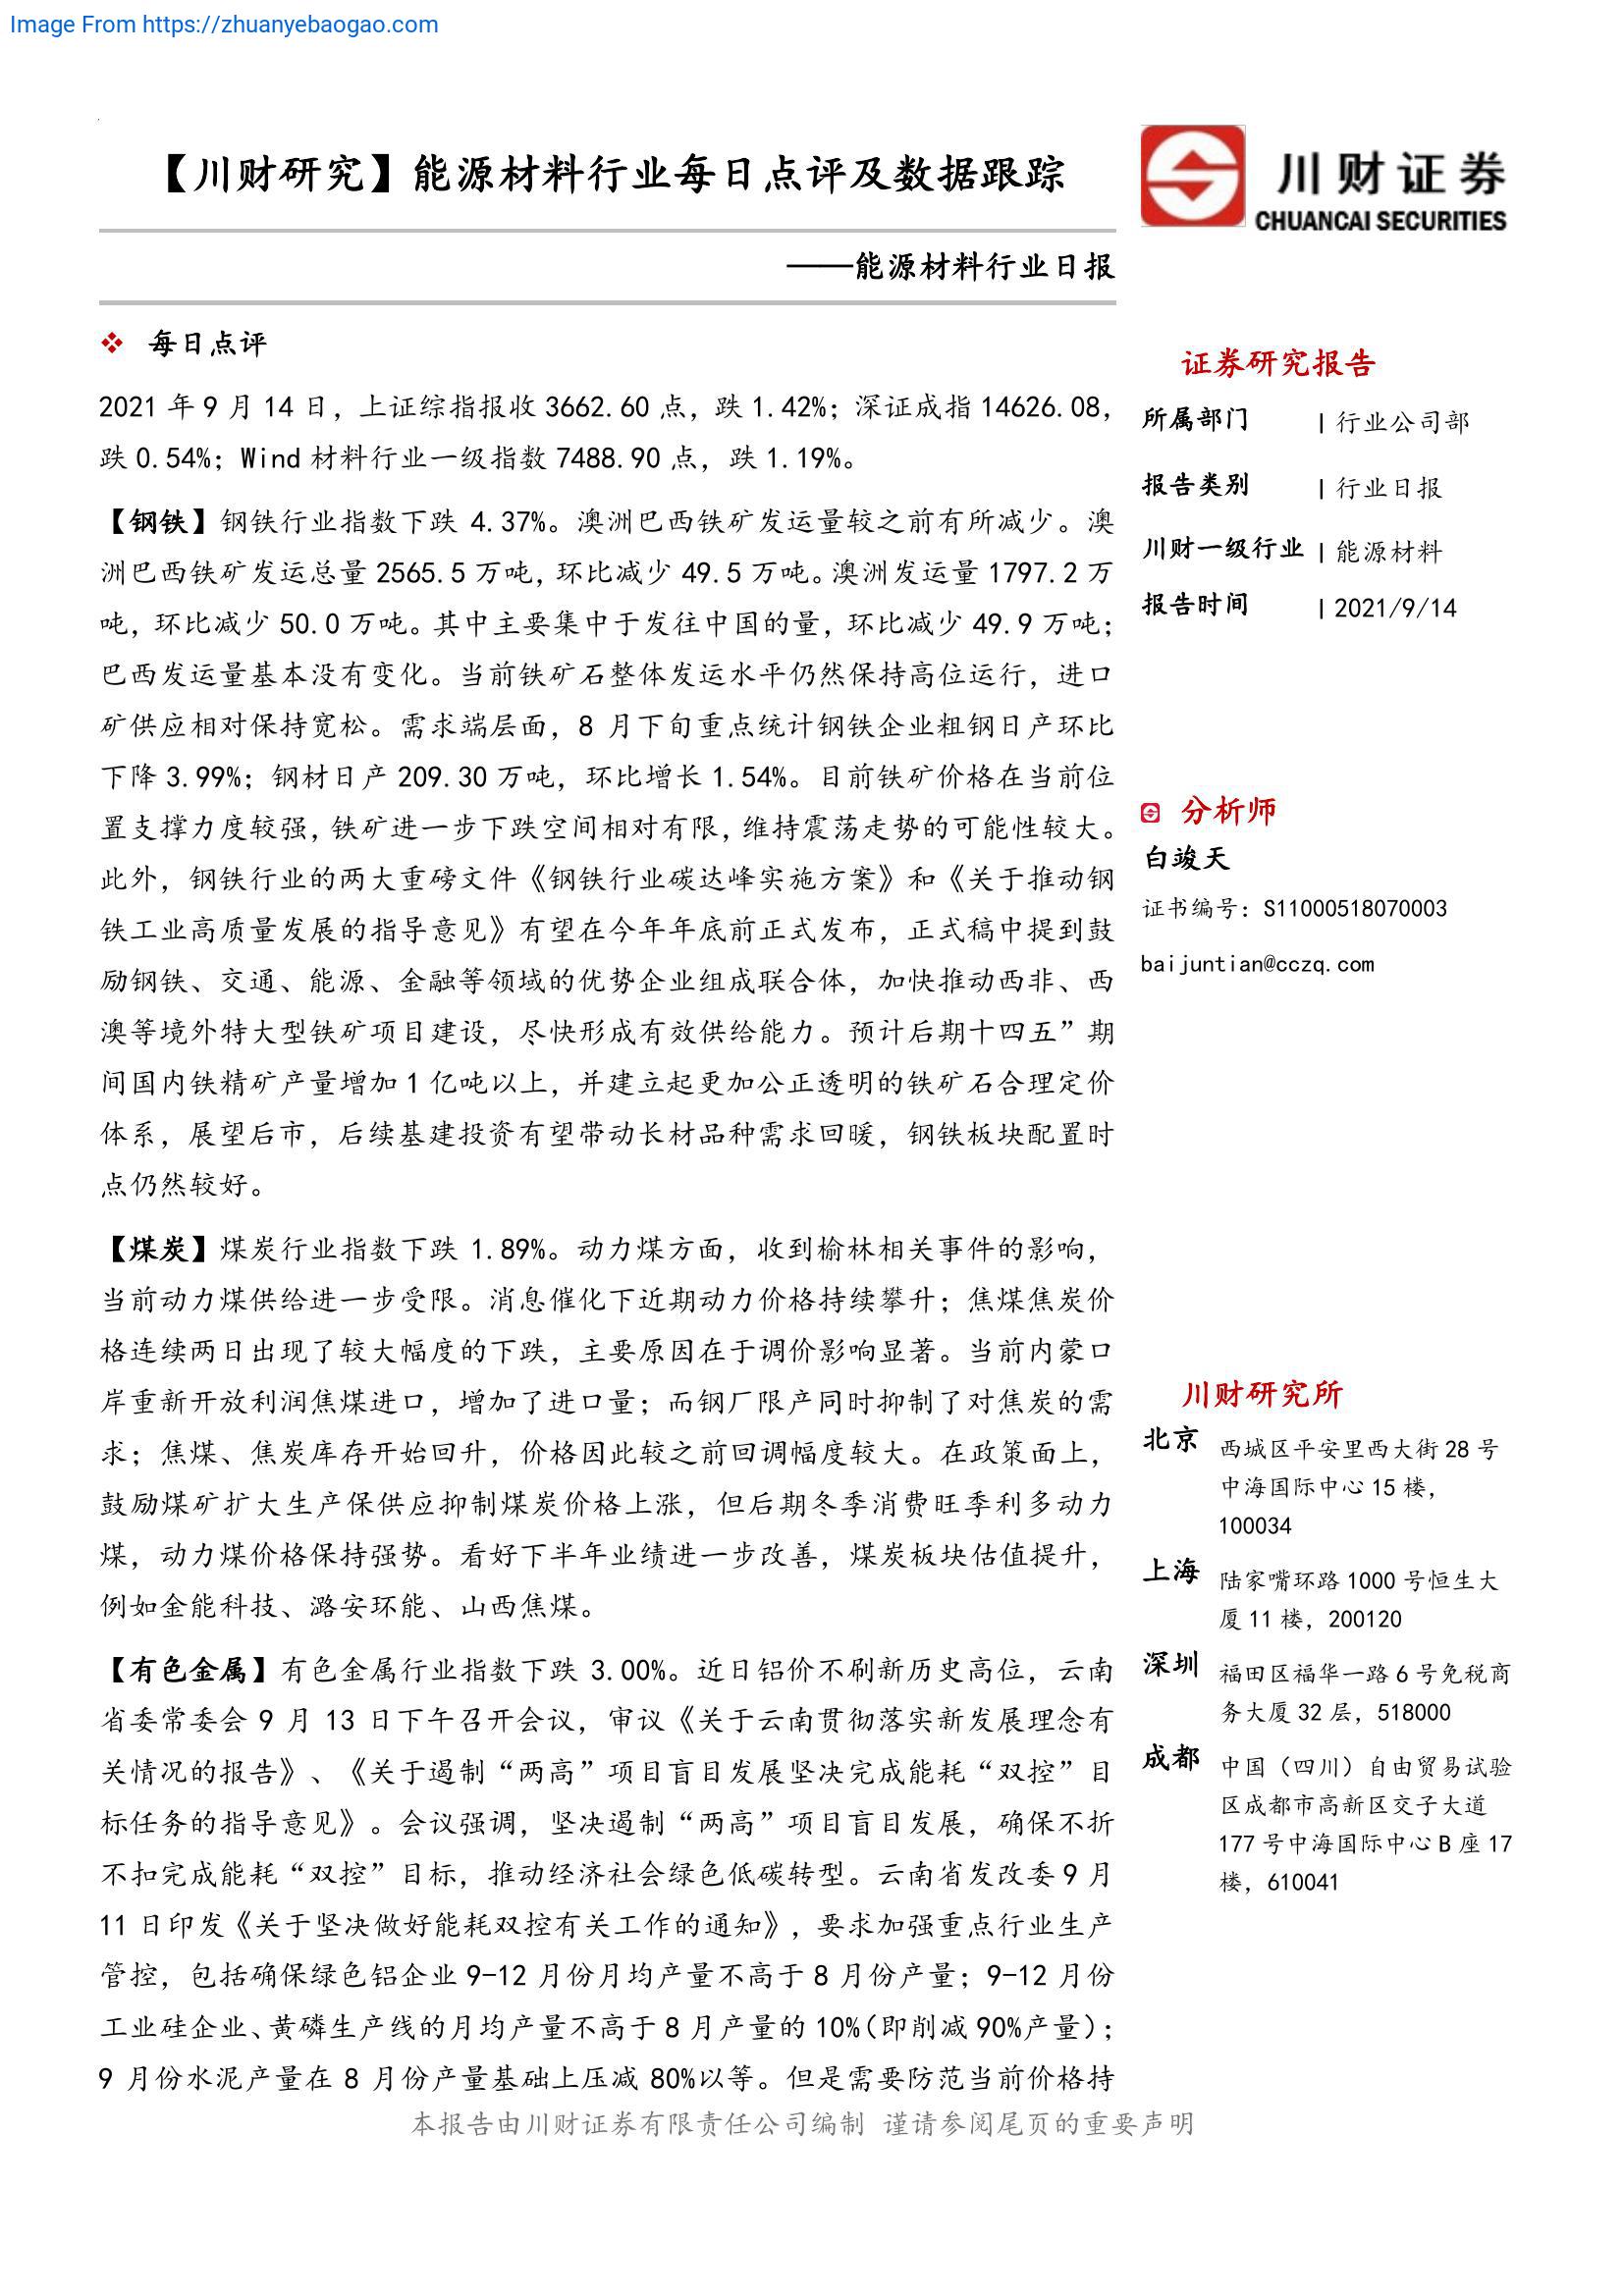 Image From https://zhuanyebaogao.com
【川财研究】能源材料行业每日点评及数据跟踪
川财证券
CHUANCAI SECURITIES
——能源材料行业日报
❖ 每日点评
2021 年 9 月 14 日，上证综指报收 3662.60 点，跌 1.42%；深证成指 14626.08，
跌 0.54%；Wind 材料行业一级指数 7488.90 点，跌 1.19%。
【钢铁】钢铁行业指数下跌 4.37%。澳洲巴西铁矿发运量较之前有所减少。澳
洲巴西铁矿发运总量 2565.5 万吨，环比减少 49.5 万吨。澳洲发运量 1797.2 万
吨，环比减少 50.0 万吨。其中主要集中于发往中国的量，环比减少 49.9 万吨；
巴西发运量基本没有变化。当前铁矿石整体发运水平仍然保持高位运行，进口
矿供应相对保持宽松。需求端层面，8 月下旬重点统计钢铁企业粗钢日产环比
下降 3.99%；钢材日产 209.30 万吨，环比增长 1.54%。目前铁矿价格在当前位
置支撑力度较强，铁矿进一步下跌空间相对有限，维持震荡走势的可能性较大。
此外，钢铁行业的两大重磅文件《钢铁行业碳达峰实施方案》和《关于推动钢
铁工业高质量发展的指导意见》有望在今年年底前正式发布，正式稿中提到鼓
励钢铁、交通、能源、金融等领域的优势企业组成联合体，加快推动西非、西
澳等境外特大型铁矿项目建设，尽快形成有效供给能力。预计后期十四五”期
间国内铁精矿产量增加 1 亿吨以上，并建立起更加公正透明的铁矿石合理定价
体系，展望后市，后续基建投资有望带动长材品种需求回暖，钢铁板块配置时
点仍然较好。
【煤炭】煤炭行业指数下跌 1.89%。动力煤方面，收到榆林相关事件的影响，
当前动力煤供给进一步受限。消息催化下近期动力价格持续攀升；焦煤焦炭价
格连续两日出现了较大幅度的下跌，主要原因在于调价影响显著。当前内蒙口
岸重新开放利润焦煤进口，增加了进口量；而钢厂限产同时抑制了对焦炭的需
求；焦煤、焦炭库存开始回升，价格因此较之前回调幅度较大。在政策面上，
鼓励煤矿扩大生产保供应抑制煤炭价格上涨，但后期冬季消费旺季利多动力
煤，动力煤价格保持强势。看好下半年业绩进一步改善，煤炭板块估值提升，
例如金能科技、潞安环能、山西焦煤。
【有色金属】有色金属行业指数下跌 3.00%。近日铝价不刷新历史高位，云南
省委常委会 9 月 13 日下午召开会议，审议《关于云南贯彻落实新发展理念有
关情况的报告》、《关于遏制“两高”项目盲目发展坚决完成能耗“双控”目
标任务的指导意见》。会议强调，坚决遏制“两高”项目盲目发展，确保不折
不扣完成能耗“双控”目标，推动经济社会绿色低碳转型。云南省发改委 9 月
11 日印发《关于坚决做好能耗双控有关工作的通知》，要求加强重点行业生产
管控，包括确保绿色铝企业 9-12 月份月均产量不高于 8 月份产量；9-12 月份
工业硅企业、黄磷生产线的月均产量不高于 8 月产量的 10%（即削减 90%产量）；
9 月份水泥产量在 8 月份产量基础上压减 80%以等。但是需要防范当前价格持
证券研究报告
所属部门 | 行业公司部
报告类别 | 行业日报
川财一级行业 | 能源材料
报告时间 | 2021/9/14
分析师
白竣天
证书编号：S11000518070003
baijuntian@cczq.com
川财研究所
北京 西城区平安里西大街 28 号
中海国际中心 15 楼，
100034
上海 陆家嘴环路 1000 号恒生大
厦 11 楼，200120
深圳 福田区福华一路 6 号免税商
务大厦 32 层，518000
成都 中国（四川）自由贸易试验
区成都市高新区交子大道
177 号中海国际中心 B 座 17
楼，610041
本报告由川财证券有限责任公司编制 谨请参阅尾页的重要声明